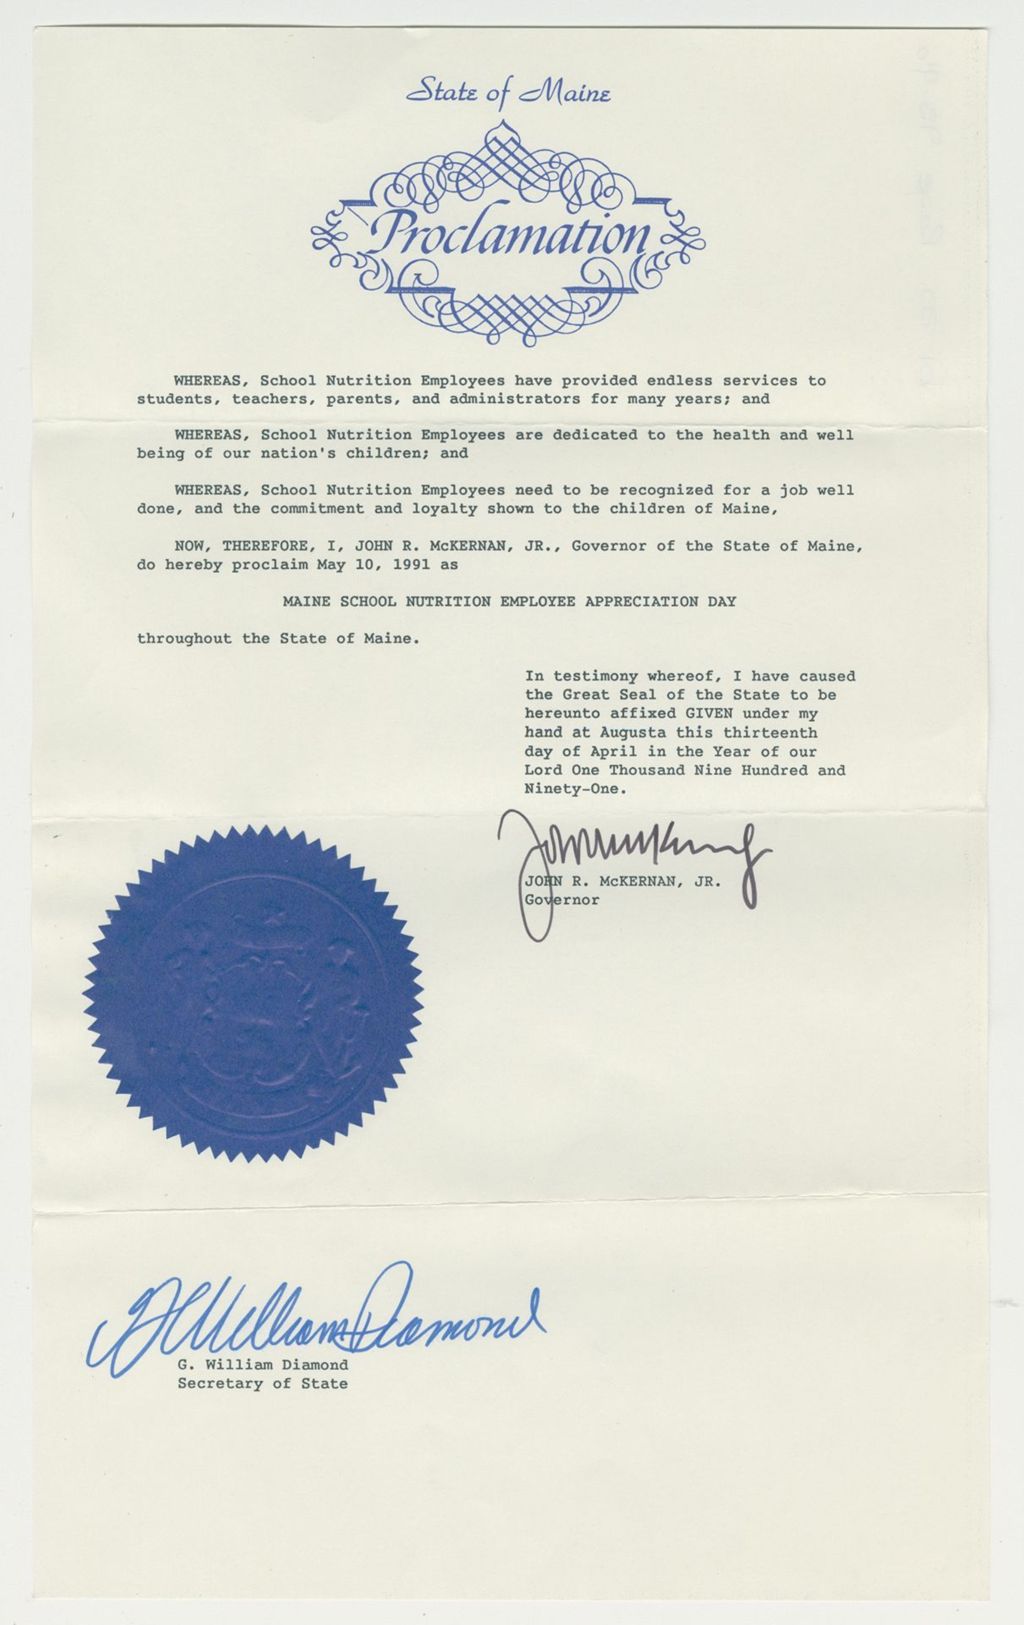 State of Maine
Proclamation
WHEREAS, School Nutrition Employees have provided endless services to
students, teachers, parents, and administrators for many years; and
WHEREAS, School Nutrition Employees are dedicated to the health and well
being of our nation's children; and
WHEREAS, School Nutrition Employees need to be recognized for a job well
done, and the commitment and loyalty shown to the children of Maine,
NOW, THEREFORE, I, JOHN R. McKERNAN, JR., Governor of the State of Maine,
do hereby proclaim May 10, 1991 as
MAINE SCHOOL NUTRITION EMPLOYEE APPRECIATION DAY
throughout the State of Maine.
In testimony whereof, I have caused
the Great Seal of the State to be
hereunto affixed GIVEN under my
hand at Augusta this thirteenth
day of April in the Year of our
Lord One Thousand Nine Hundred and
Ninety-One.
JOHN R. McKERNAN, JR.
Governor
G William Diamond
G. William Diamond
Secretary of State